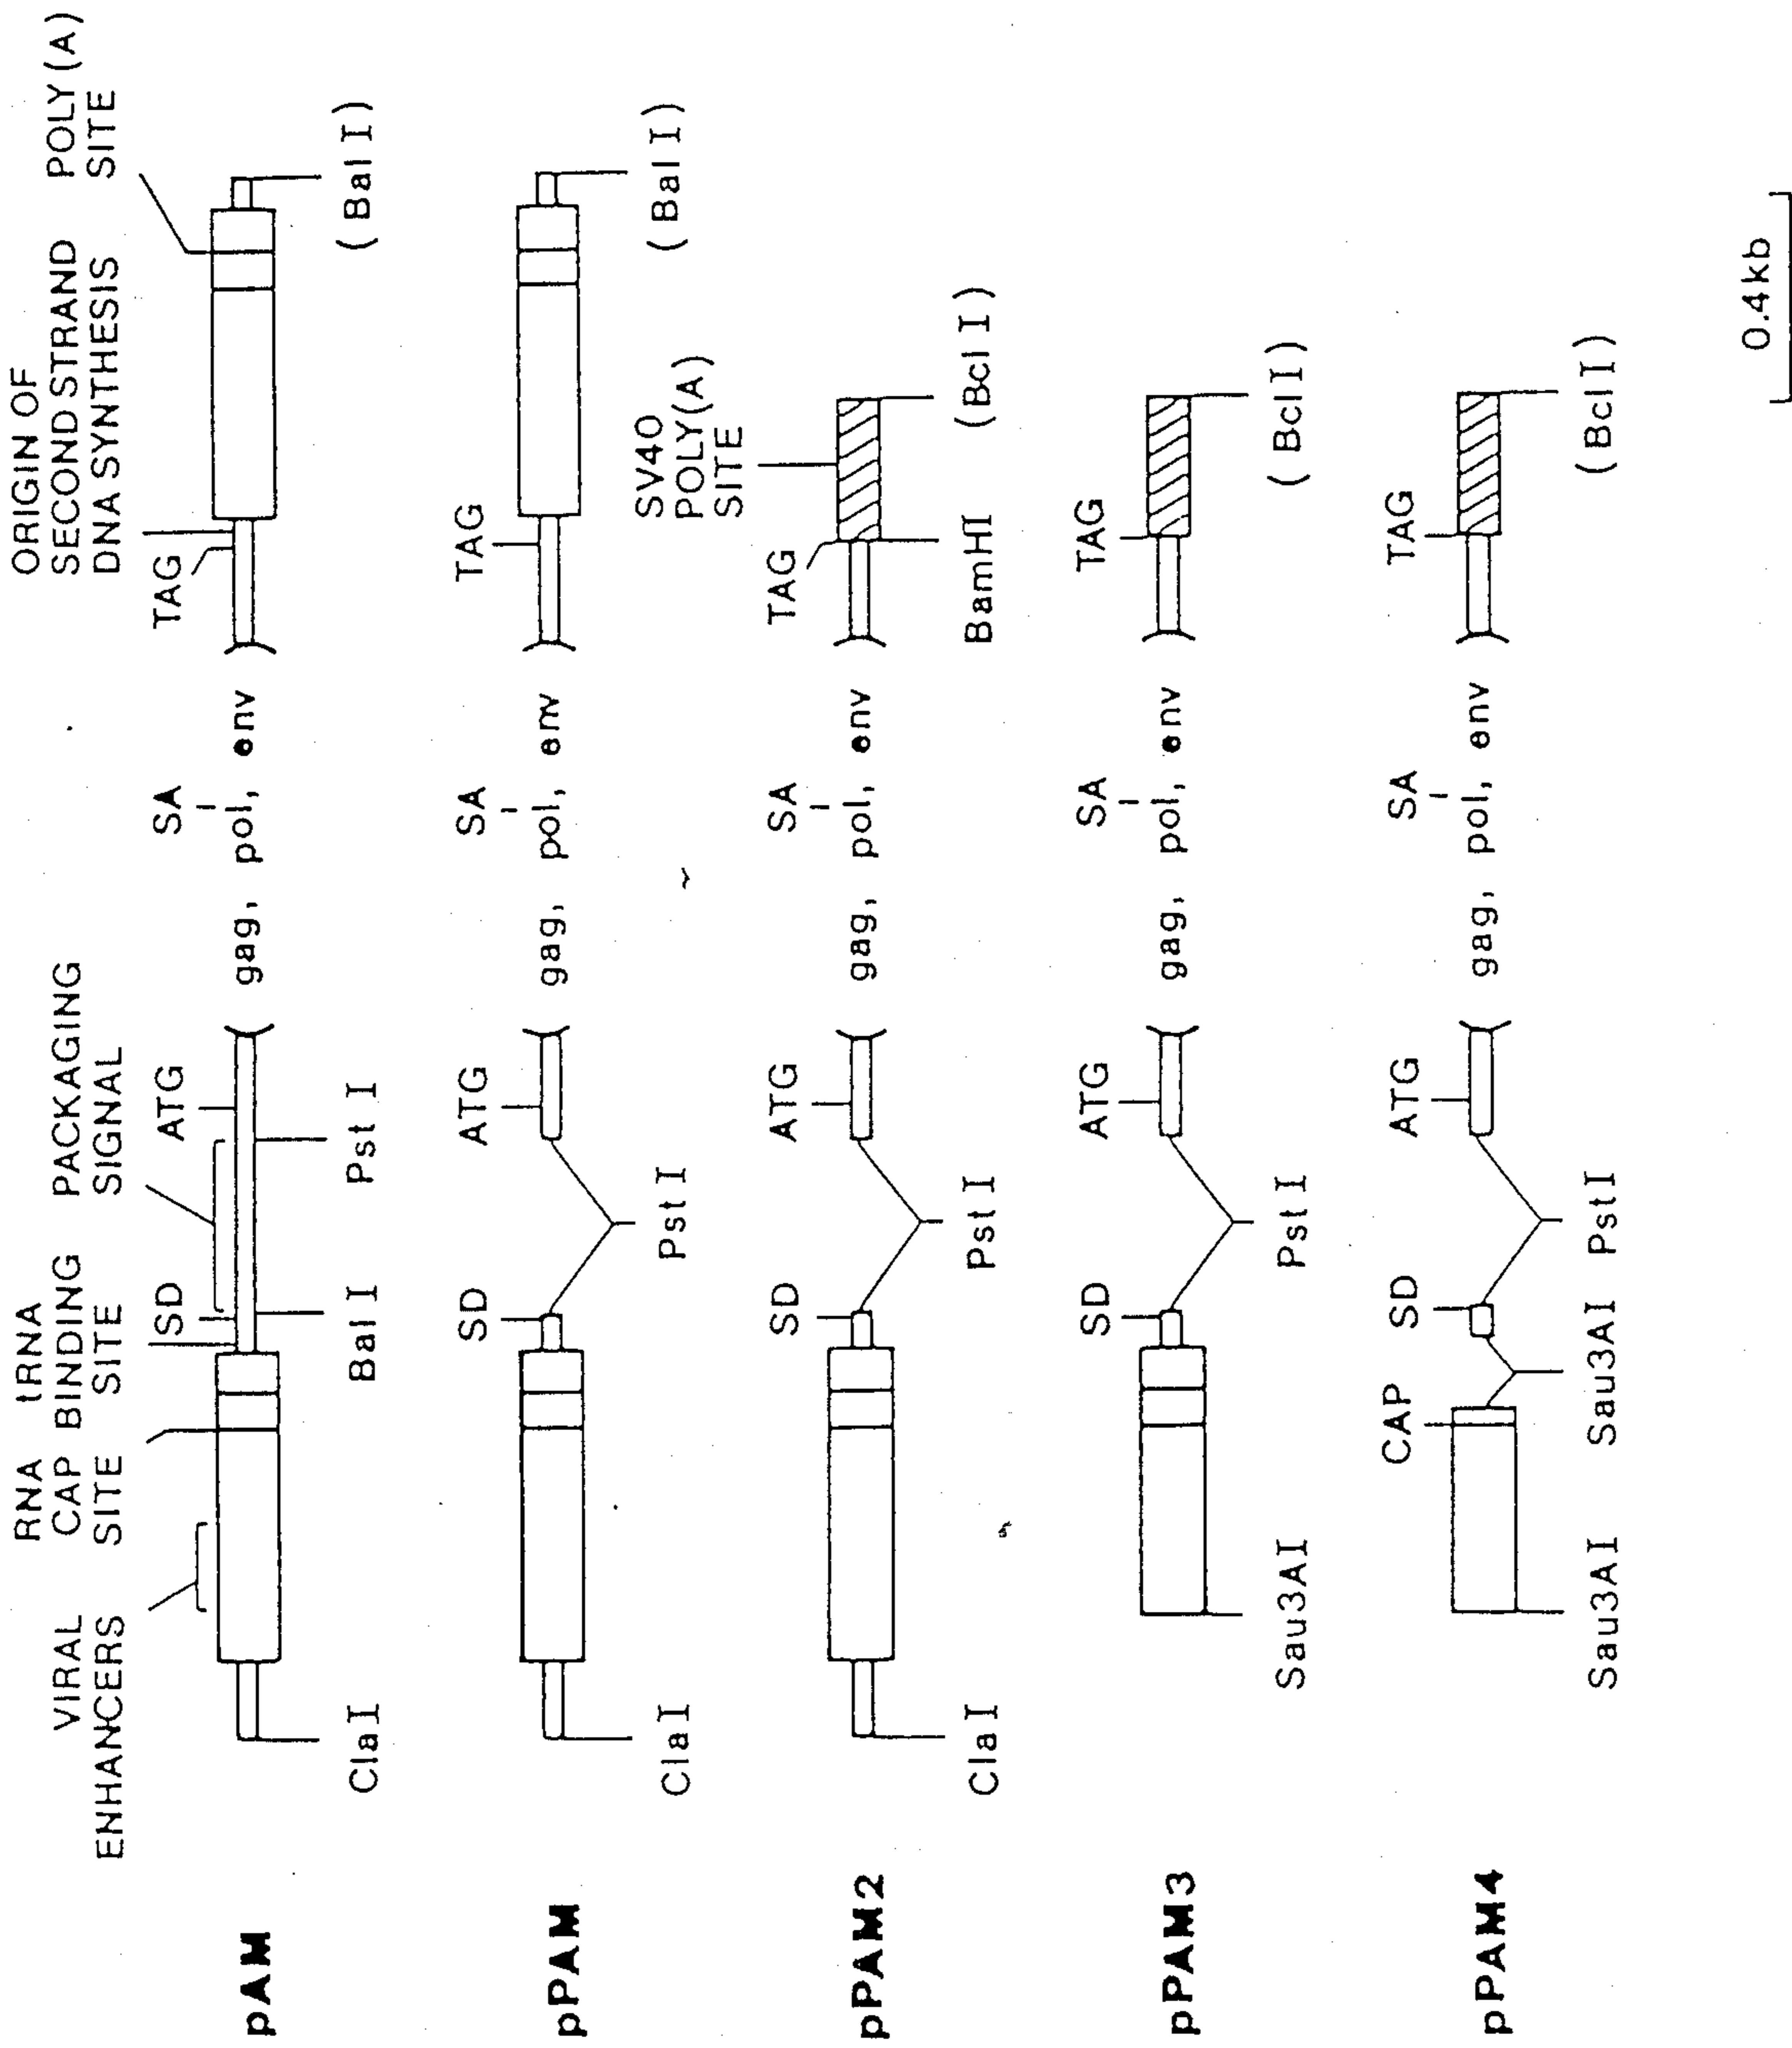 VIRAL
ENHANCERS
RNA
CAP
SITE
tRNA
BINDING
SITE
PACKAGING
SIGNAL
ORIGIN OF
SECOND STRAND
DNA SYNTHESIS
POLY(A)
SITE
SD
ATG
SA
TAG
pAM
gag, pol, env
ClaI
Bal I
Pst I
(Bal I)
SD
ATG
SA
TAG
pPAM
gag, pol, env
ClaI
Pst I
(Bal I)
SV40
POLY(A)
SITE
SD
ATG
SA
TAG
pPAM2
gag, pol, env
ClaI
Pst I
BamHI
(Bcl I)
SD
ATG
SA
TAG
pPAM3
gag, pol, env
Sau3AI
Pst I
(Bcl I)
CAP
SD
ATG
SA
TAG
pPAM4
gag, pol, env
Sau3AI
Sau3AI
PstI
(Bcl I)
0.4kb